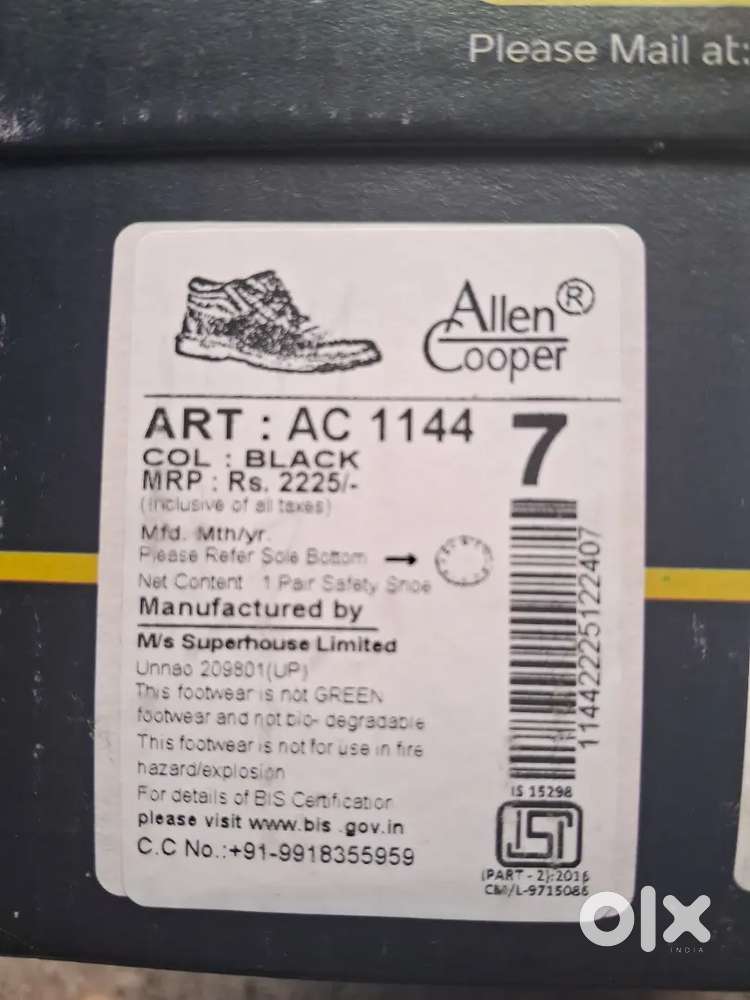 Please Mail at:
Allen ®
Cooper
ART : AC 1144
7
COL : BLACK
MRP : Rs. 2225/-
(Inclusive of all taxes)
Mfd. Mth/yr.
Please Refer Sole Bottom →
Net Content 1 Pair Safety Shoe
Manufactured by
M/s Superhouse Limited
Unnao 209801(UP)
This footwear is not GREEN
footwear and not bio- degradable
This footwear is not for use in fire
hazard/explosion
For details of BIS Certification
please visit www.bis .gov.in
C.C No.:+91-9918355959
11442225122407
IS 15298
ISI
(PART - 2):2016
CM/L-9715086
olx
INDIA